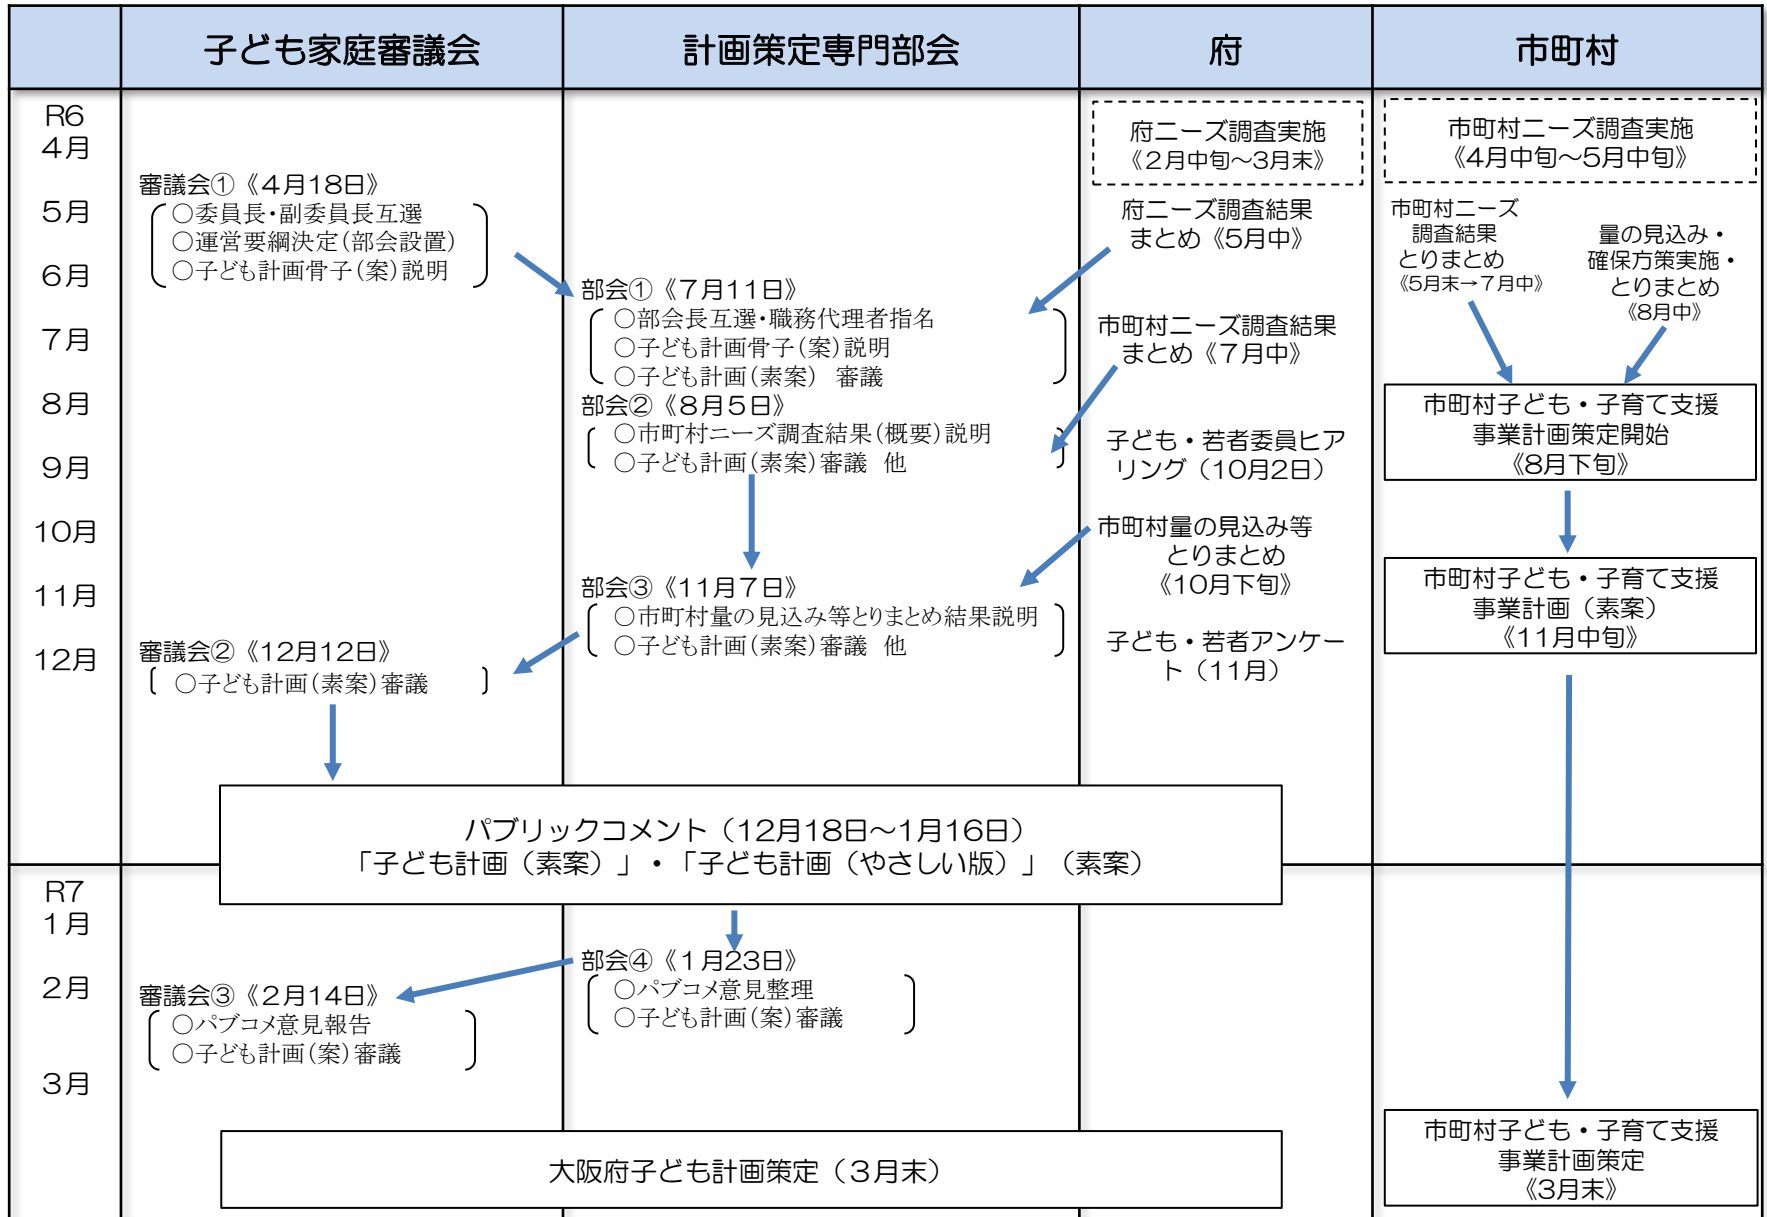 子ども家庭審議会
計画策定専門部会
府
市町村
R6
4月
5月
6月
7月
8月
9月
10月
11月
12月
R7
1月
2月
3月
審議会①《4月18日》
○委員長・副委員長互選
○運営要綱決定(部会設置)
○子ども計画骨子(案)説明
審議会②《12月12日》
○子ども計画(素案)審議
審議会③《2月14日》
○パブコメ意見報告
○子ども計画(案)審議
部会①《7月11日》
○部会長互選・職務代理者指名
○子ども計画骨子(案)説明
○子ども計画(素案) 審議
部会②《8月5日》
○市町村ニーズ調査結果(概要)説明
○子ども計画(素案)審議 他
部会③《11月7日》
○市町村量の見込み等とりまとめ結果説明
○子ども計画(素案)審議 他
部会④《1月23日》
○パブコメ意見整理
○子ども計画(案)審議
府ニーズ調査実施
《2月中旬～3月末》
府ニーズ調査結果
まとめ《5月中》
市町村ニーズ調査結果
まとめ《7月中》
子ども・若者委員ヒア
リング（10月2日）
市町村量の見込み等
とりまとめ
《10月下旬》
子ども・若者アンケー
ト（11月）
市町村ニーズ調査実施
《4月中旬～5月中旬》
市町村ニーズ
調査結果
とりまとめ
《5月末→7月中》
量の見込み・
確保方策実施・
とりまとめ
《8月中》
市町村子ども・子育て支援
事業計画策定開始
《8月下旬》
市町村子ども・子育て支援
事業計画（素案）
《11月中旬》
市町村子ども・子育て支援
事業計画策定
《3月末》
パブリックコメント（12月18日～1月16日）
「子ども計画（素案）」・「子ども計画（やさしい版）」（素案）
大阪府子ども計画策定（3月末）